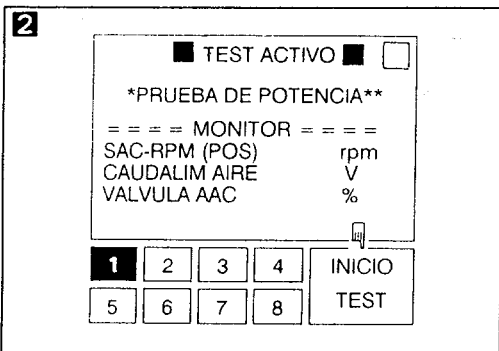 2
TEST ACTIVO
*PRUEBA DE POTENCIA**
= = = = MONITOR = = = =
SAC-RPM (POS) rpm
CAUDALIM AIRE V
VALVULA AAC %
1 2 3 4 INICIO
5 6 7 8 TEST